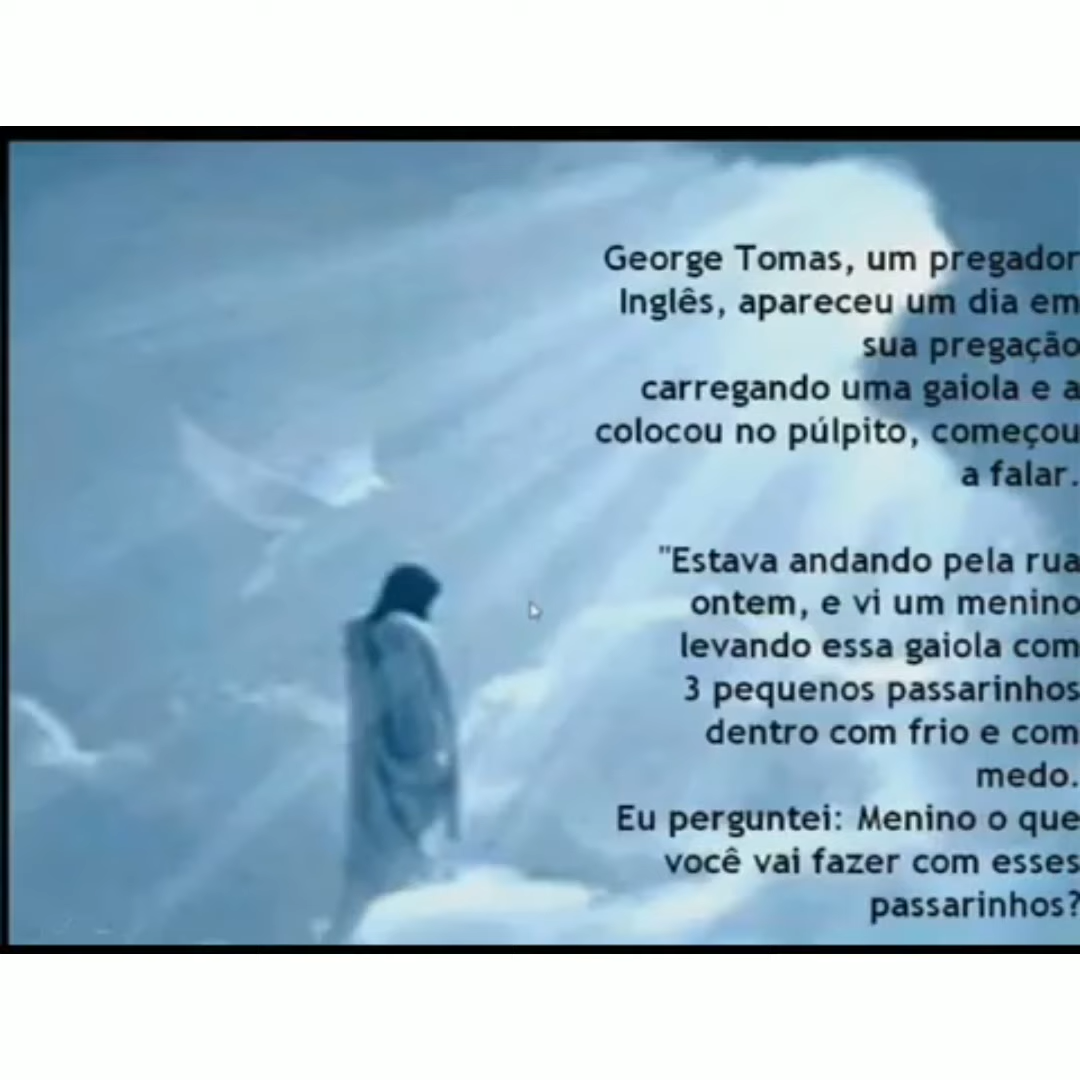 George Tomas, um pregador
Inglês, apareceu um dia em
sua pregação
carregando uma gaiola e a
colocou no púlpito, começou
a falar.
"Estava andando pela rua
ontem, e vi um menino
levando essa gaiola com
3 pequenos passarinhos
dentro com frio e com
medo.
Eu perguntei: Menino o que
você vai fazer com esses
passarinhos?